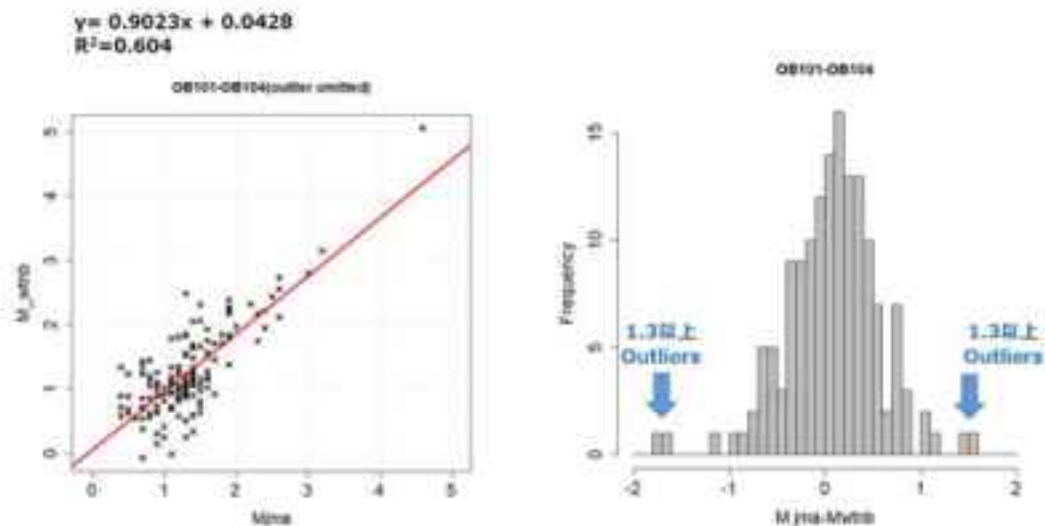 y= 0.9023x + 0.0428
R²=0.604
OB101-OB104(outlier omitted)
5
4
3
2
1
0
0 1 2 3 4 5
Mjma
OB101-OB104
Frequency
15
10
5
0
1.3以上
Outliers
1.3以上
Outliers
-2 -1 0 1 2